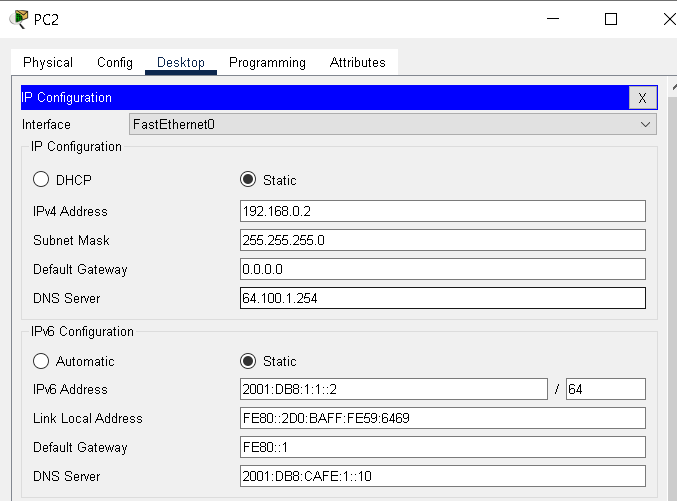 PC2
Physical Config Desktop Programming Attributes
IP Configuration X
Interface FastEthernet0
IP Configuration
DHCP Static
IPv4 Address 192.168.0.2
Subnet Mask 255.255.255.0
Default Gateway 0.0.0.0
DNS Server 64.100.1.254
IPv6 Configuration
Automatic Static
IPv6 Address 2001:DB8:1:1::2 / 64
Link Local Address FE80::2D0:BAFF:FE59:6469
Default Gateway FE80::1
DNS Server 2001:DB8:CAFE:1::10